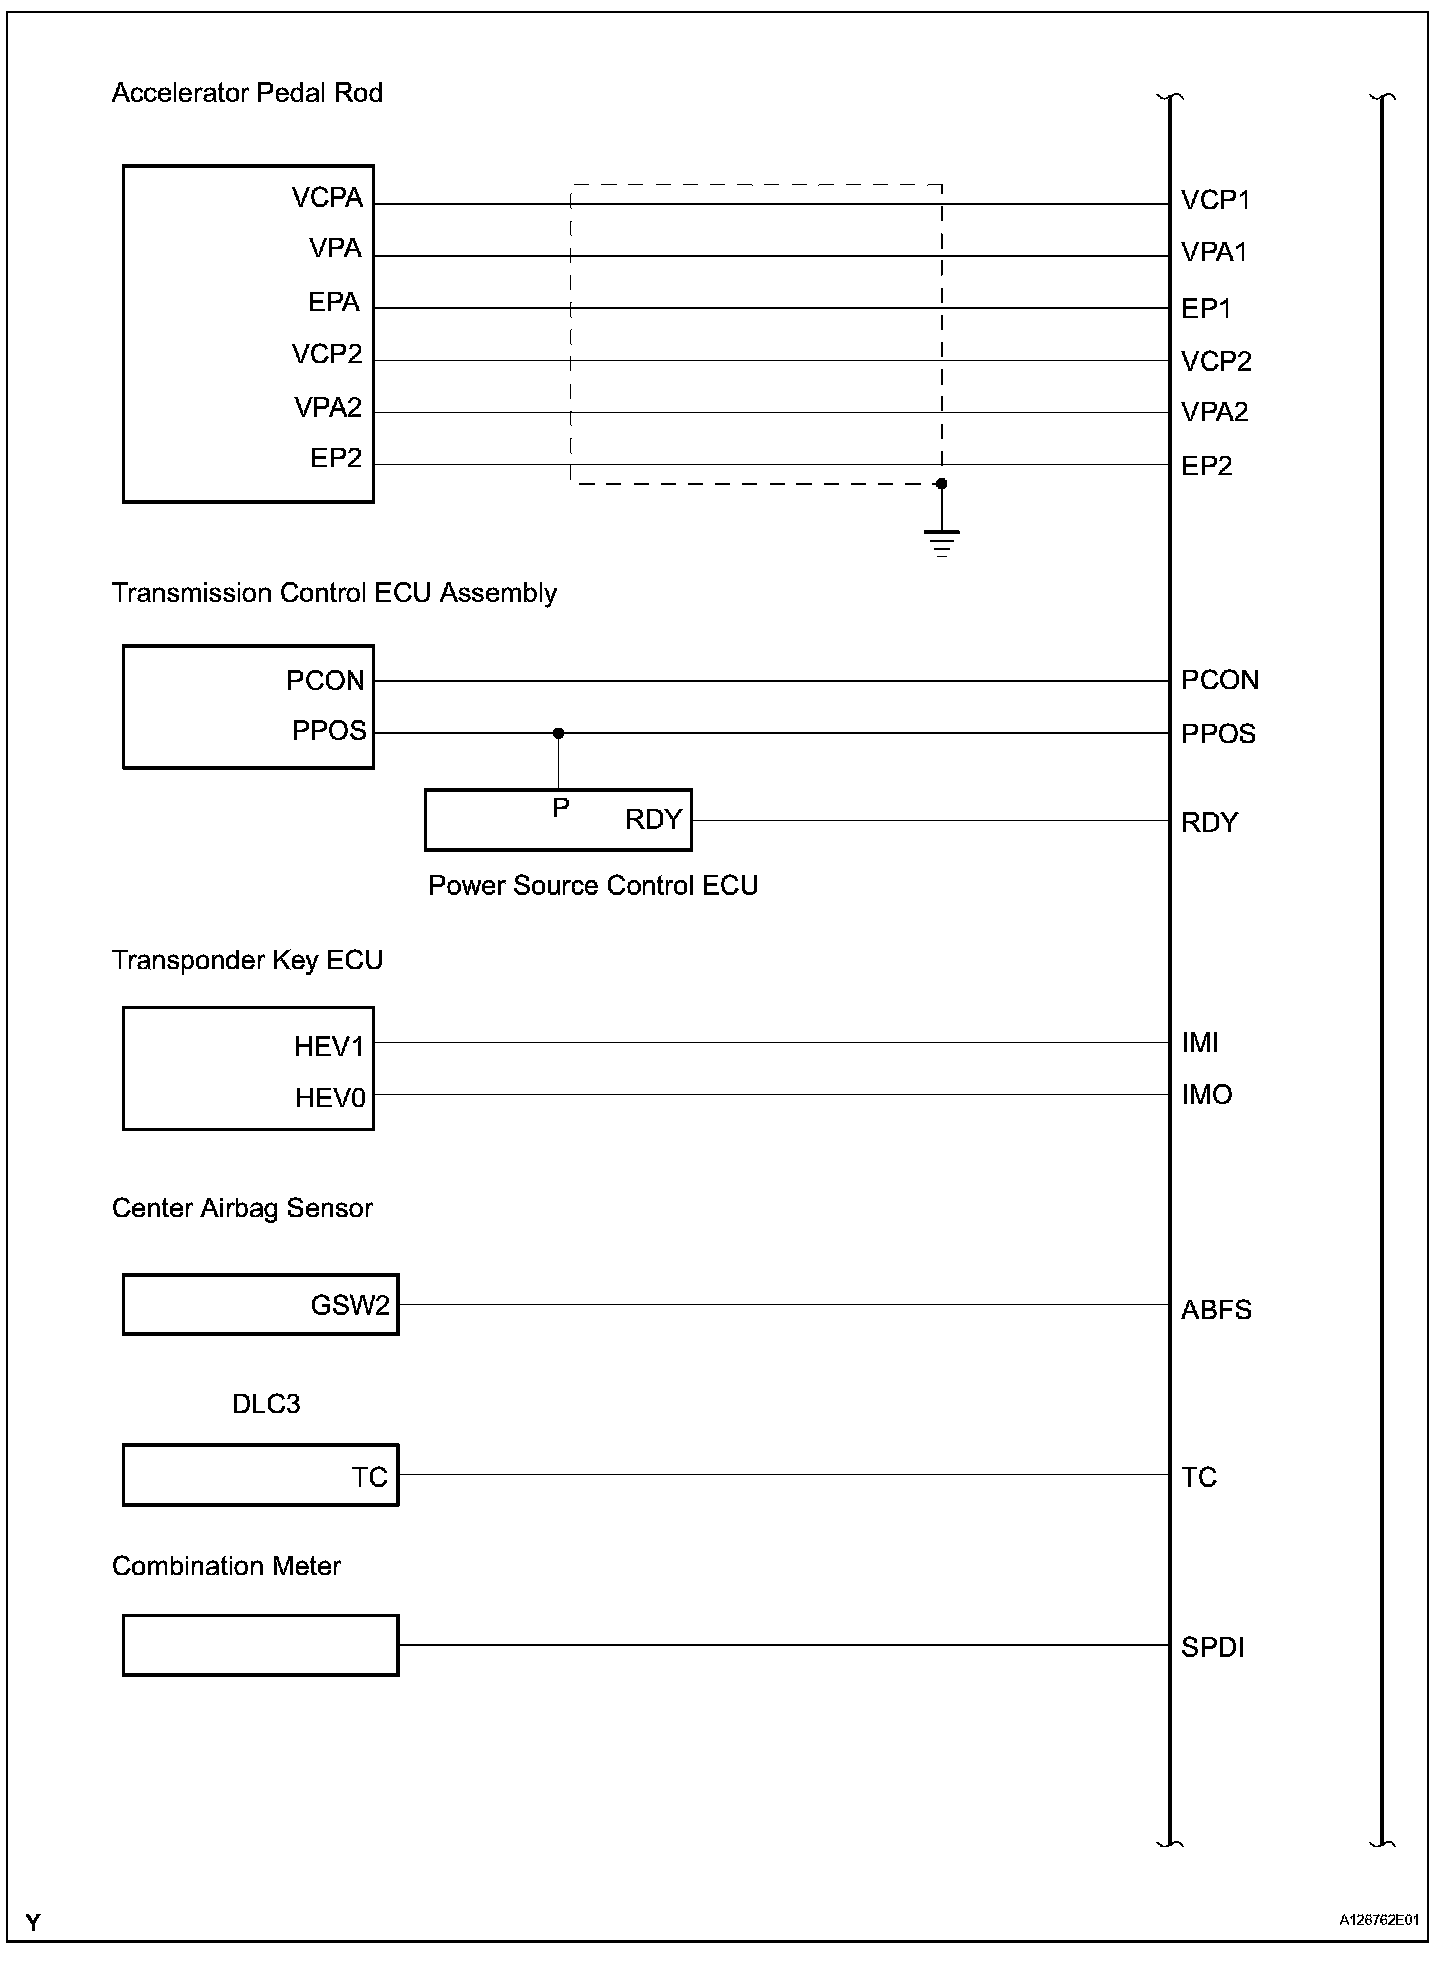 Accelerator Pedal Rod
VCPA VCP1
VPA VPA1
EPA EP1
VCP2 VCP2
VPA2 VPA2
EP2 EP2
Transmission Control ECU Assembly
PCON PCON
PPOS PPOS
P RDY RDY
Power Source Control ECU
Transponder Key ECU
HEV1 IMI
HEV0 IMO
Center Airbag Sensor
GSW2 ABFS
DLC3
TC TC
Combination Meter
SPDI
Y A126762E01